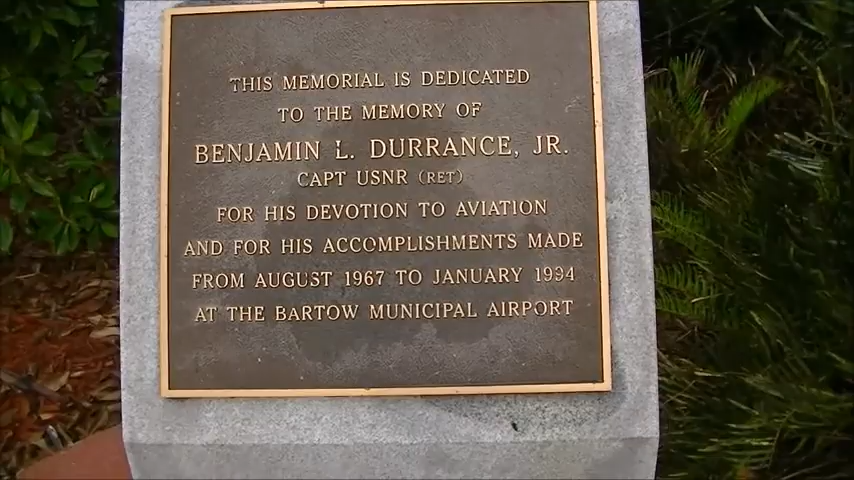 THIS MEMORIAL IS DEDICATED
TO THE MEMORY OF
BENJAMIN L. DURRANCE, JR.
CAPT USNR (RET)
FOR HIS DEVOTION TO AVIATION
AND FOR HIS ACCOMPLISHMENTS MADE
FROM AUGUST 1967 TO JANUARY 1994
AT THE BARTOW MUNICIPAL AIRPORT.